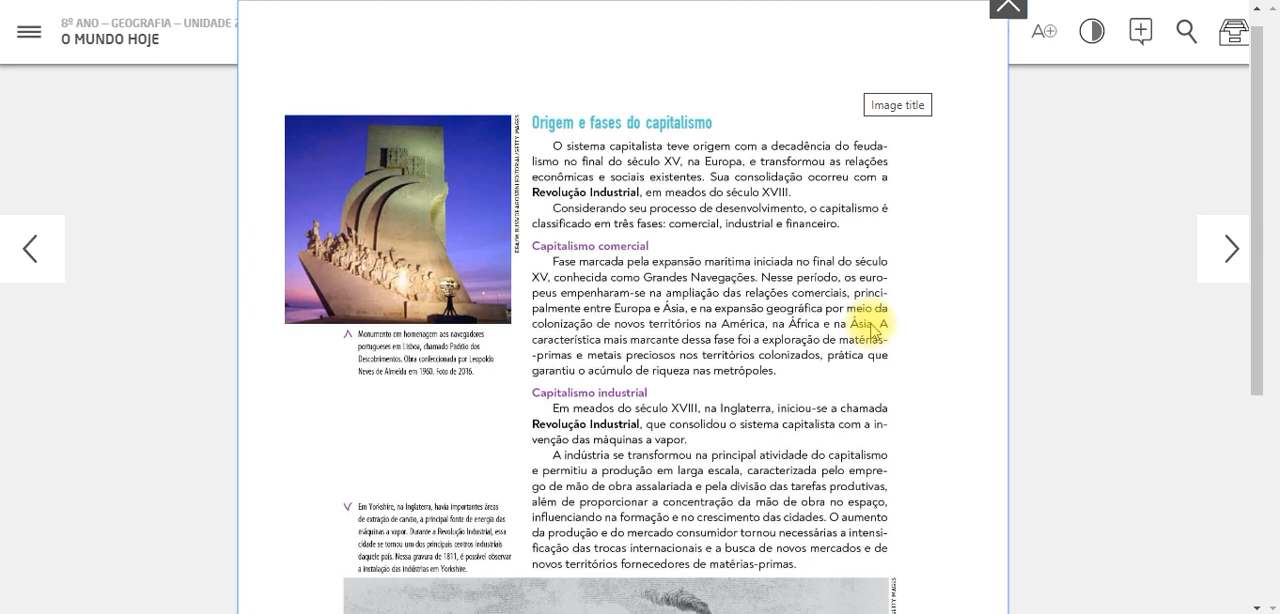 8º ANO – GEOGRAFIA – UNIDADE 2
O MUNDO HOJE
A
Image title
Origem e fases do capitalismo
O sistema capitalista teve origem com a decadência do feuda-
lismo no final do século XV, na Europa, e transformou as relações
econômicas e sociais existentes. Sua consolidação ocorreu com a
Revolução Industrial, em meados do século XVIII.
Considerando seu processo de desenvolvimento, o capitalismo é
classificado em três fases: comercial, industrial e financeiro.
Capitalismo comercial
Fase marcada pela expansão marítima iniciada no final do século
XV, conhecida como Grandes Navegações. Nesse período, os euro-
peus empenharam-se na ampliação das relações comerciais, princi-
palmente entre Europa e Ásia, e na expansão geográfica por meio da
colonização de novos territórios na América, na África e na Ásia. A
característica mais marcante dessa fase foi a exploração de matérias-
-primas e metais preciosos nos territórios colonizados, prática que
garantiu o acúmulo de riqueza nas metrópoles.
Monumento em homenagem aos navegadores
portugueses em Lisboa, chamado Padrão dos
Descobrimentos. Obra confeccionada por Leopoldo
Neves de Almeida em 1960. Foto de 2016.
Capitalismo industrial
Em meados do século XVIII, na Inglaterra, iniciou-se a chamada
Revolução Industrial, que consolidou o sistema capitalista com a in-
venção das máquinas a vapor.
A indústria se transformou na principal atividade do capitalismo
e permitiu a produção em larga escala, caracterizada pelo empre-
go de mão de obra assalariada e pela divisão das tarefas produtivas,
além de proporcionar a concentração da mão de obra no espaço,
influenciando na formação e no crescimento das cidades. O aumento
da produção e do mercado consumidor tornou necessárias a intensi-
ficação das trocas internacionais e a busca de novos mercados e de
novos territórios fornecedores de matérias-primas.
Em Yorkshire, na Inglaterra, havia importantes áreas
de extração de carvão, a principal fonte de energia das
máquinas a vapor. Durante a Revolução Industrial, essa
cidade se tornou um dos principais centros industriais
daquele país. Nessa gravura de 1811, é possível observar
a instalação das indústrias em Yorkshire.